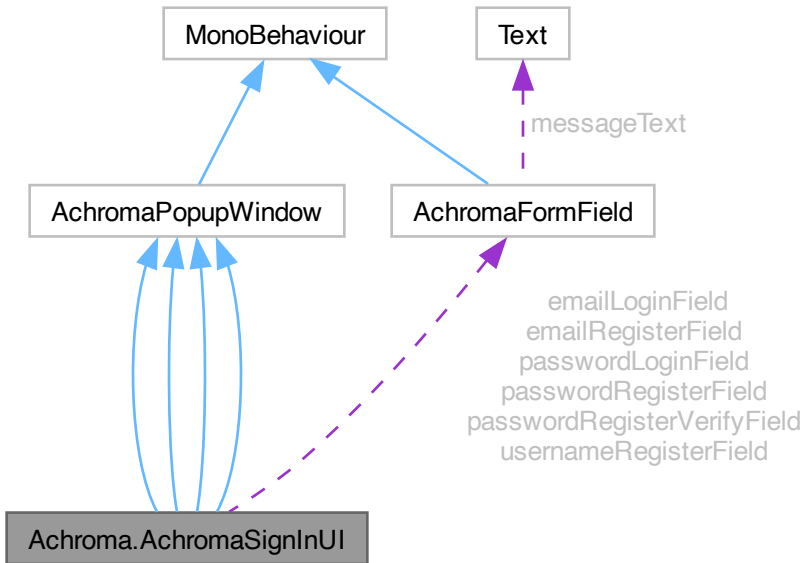 MonoBehaviour
Text
messageText
AchromaPopupWindow
AchromaFormField
emailLoginField
emailRegisterField
passwordLoginField
passwordRegisterField
passwordRegisterVerifyField
usernameRegisterField
Achroma.AchromaSignInUI